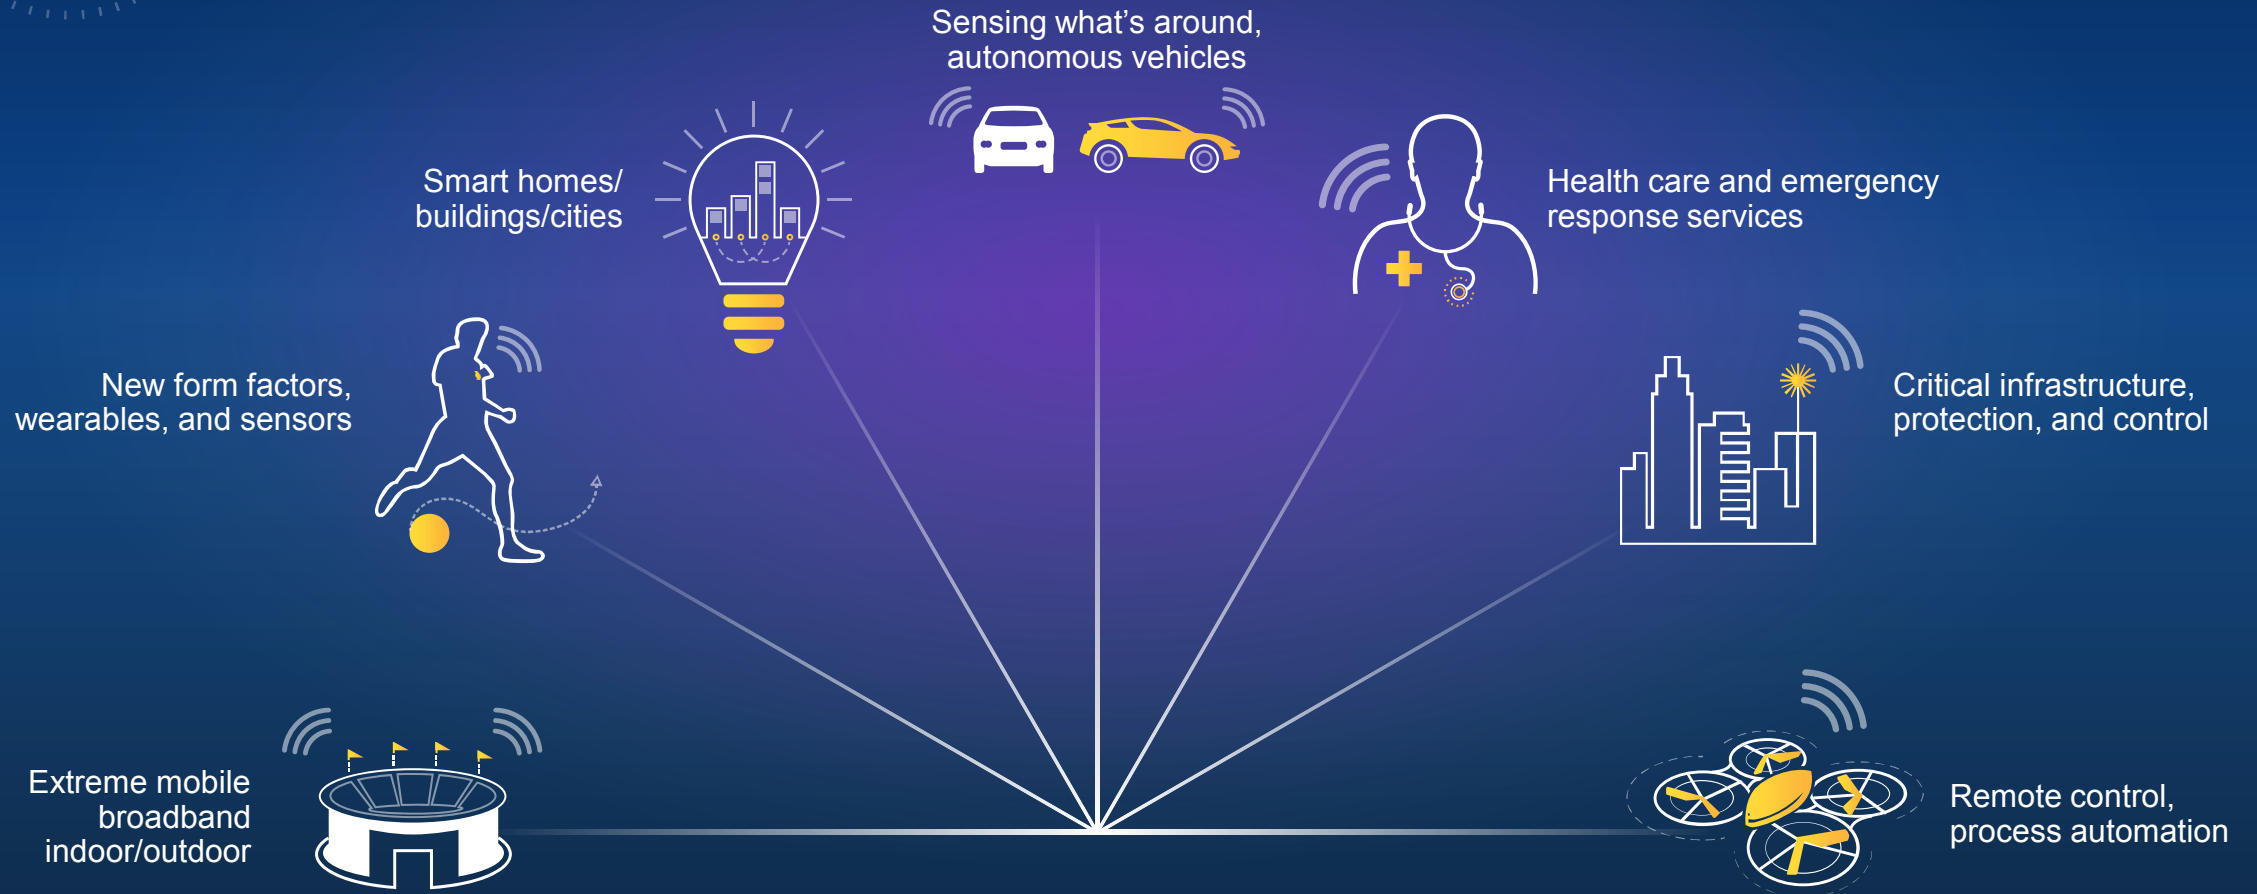 Sensing what's around,
autonomous vehicles
Smart homes/
buildings/cities
Health care and emergency
response services
New form factors,
wearables, and sensors
Critical infrastructure,
protection, and control
Extreme mobile
broadband
indoor/outdoor
Remote control,
process automation